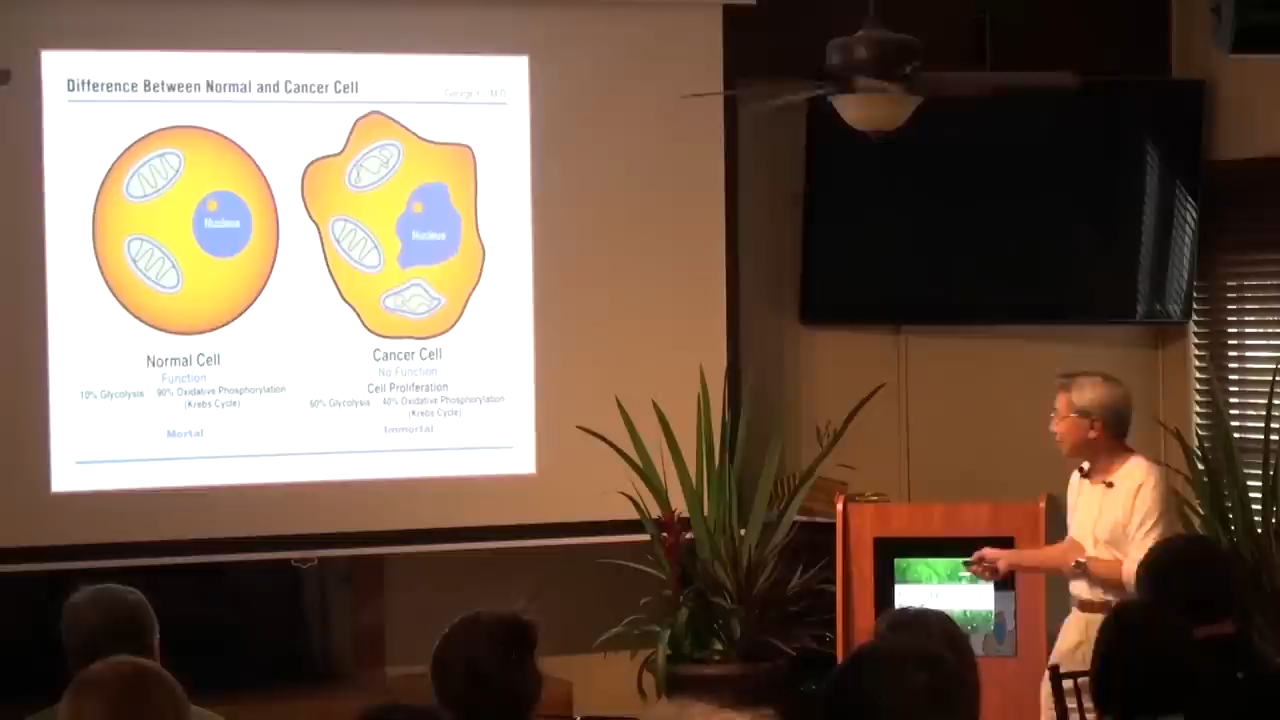 Difference Between Normal and Cancer Cell
Nucleus
Nucleus
Normal Cell
Function
10% Glycolysis 90% Oxidative Phosphorylation
(Krebs Cycle)
Mortal
Cancer Cell
No Function
Cell Proliferation
60% Glycolysis 40% Oxidative Phosphorylation
(Krebs Cycle)
Immortal